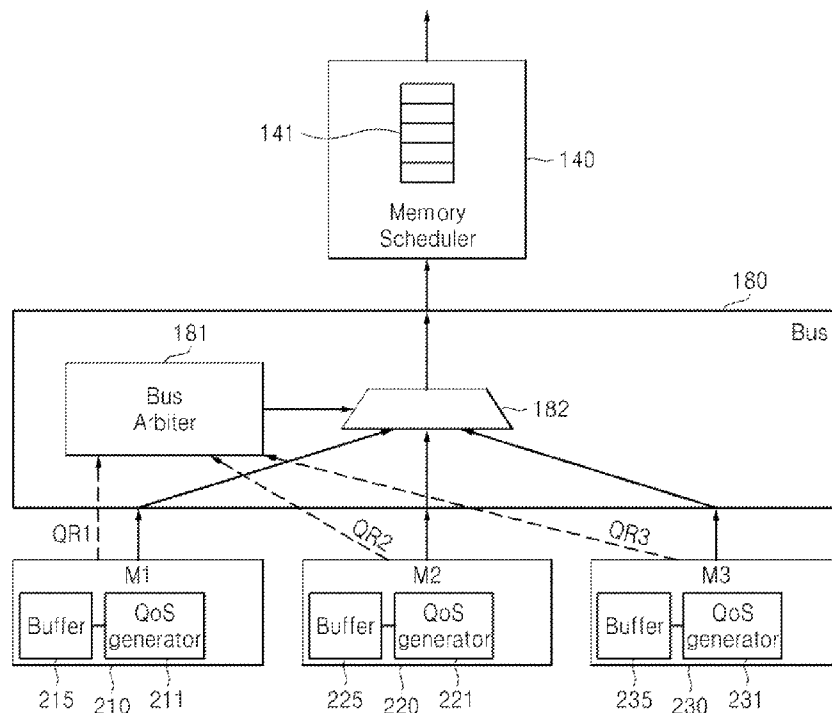 141
140
Memory
Scheduler
180
Bus
181
Bus
Arbiter
182
QR1
QR2
QR3
M1
M2
M3
Buffer
QoS
generator
Buffer
QoS
generator
Buffer
QoS
generator
215
210
211
225
220
221
235
230
231